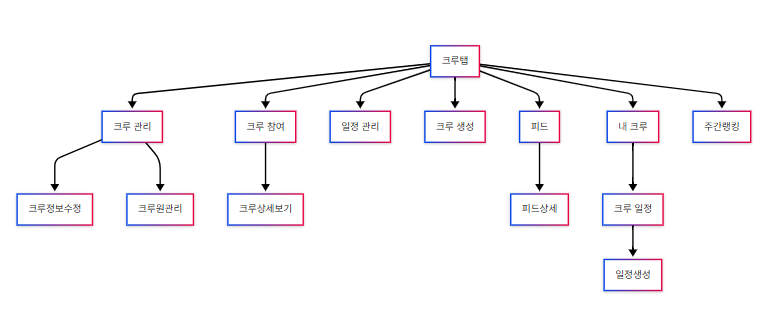 크루탭
크루 관리
크루 참여
일정 관리
크루 생성
피드
내 크루
주간랭킹
크루정보수정
크루원관리
크루상세보기
피드상세
크루 일정
일정생성